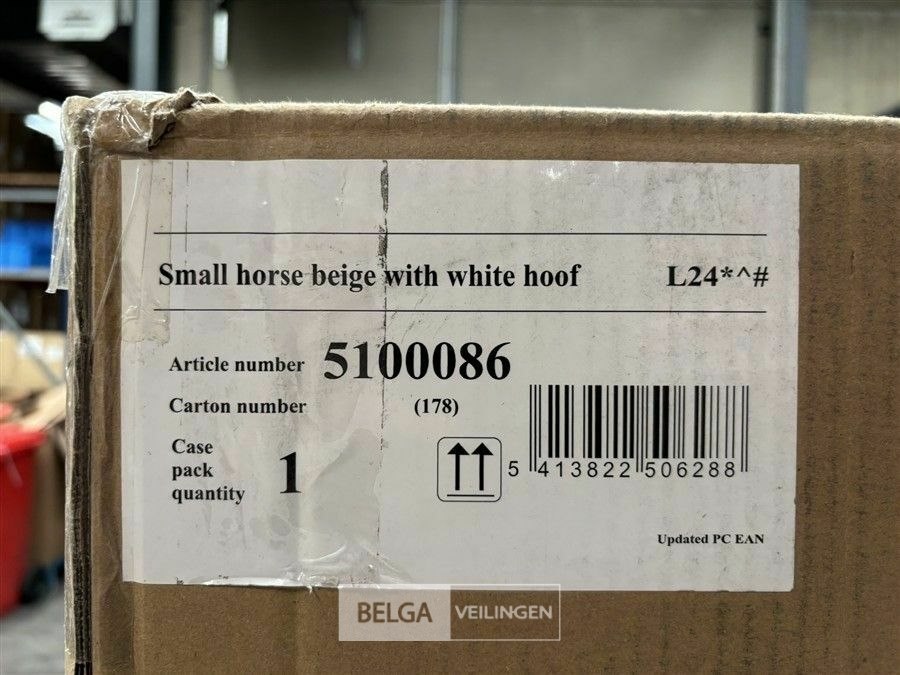 Small horse beige with white hoof L24*^#
Article number 5100086
Carton number (178)
Case
pack
quantity 1
5 413822 506288
Updated PC EAN
BELGA VEILINGEN